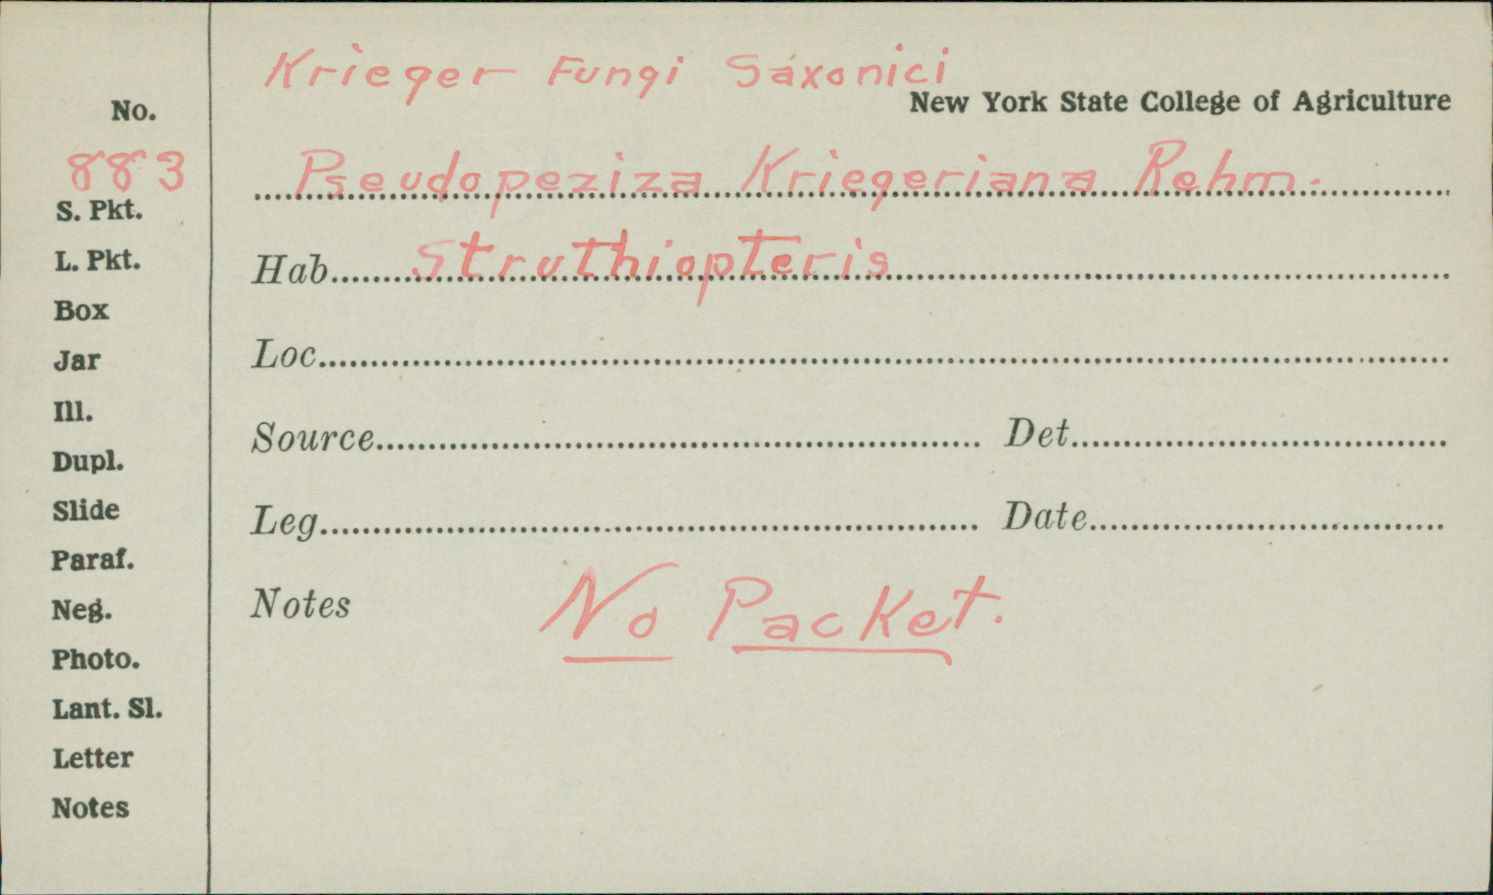 Krieger Fungi Saxonici
New York State College of Agriculture
No.
883
Pseudopeziza Kriegeriana Rehm.
S. Pkt.
L. Pkt.
Hab. Struthiopteris
Box
Jar
Loc.
Ill.
Source
Det.
Dupl.
Slide
Leg.
Date
Paraf.
Neg.
Notes No Packet.
Photo.
Lant. Sl.
Letter
Notes